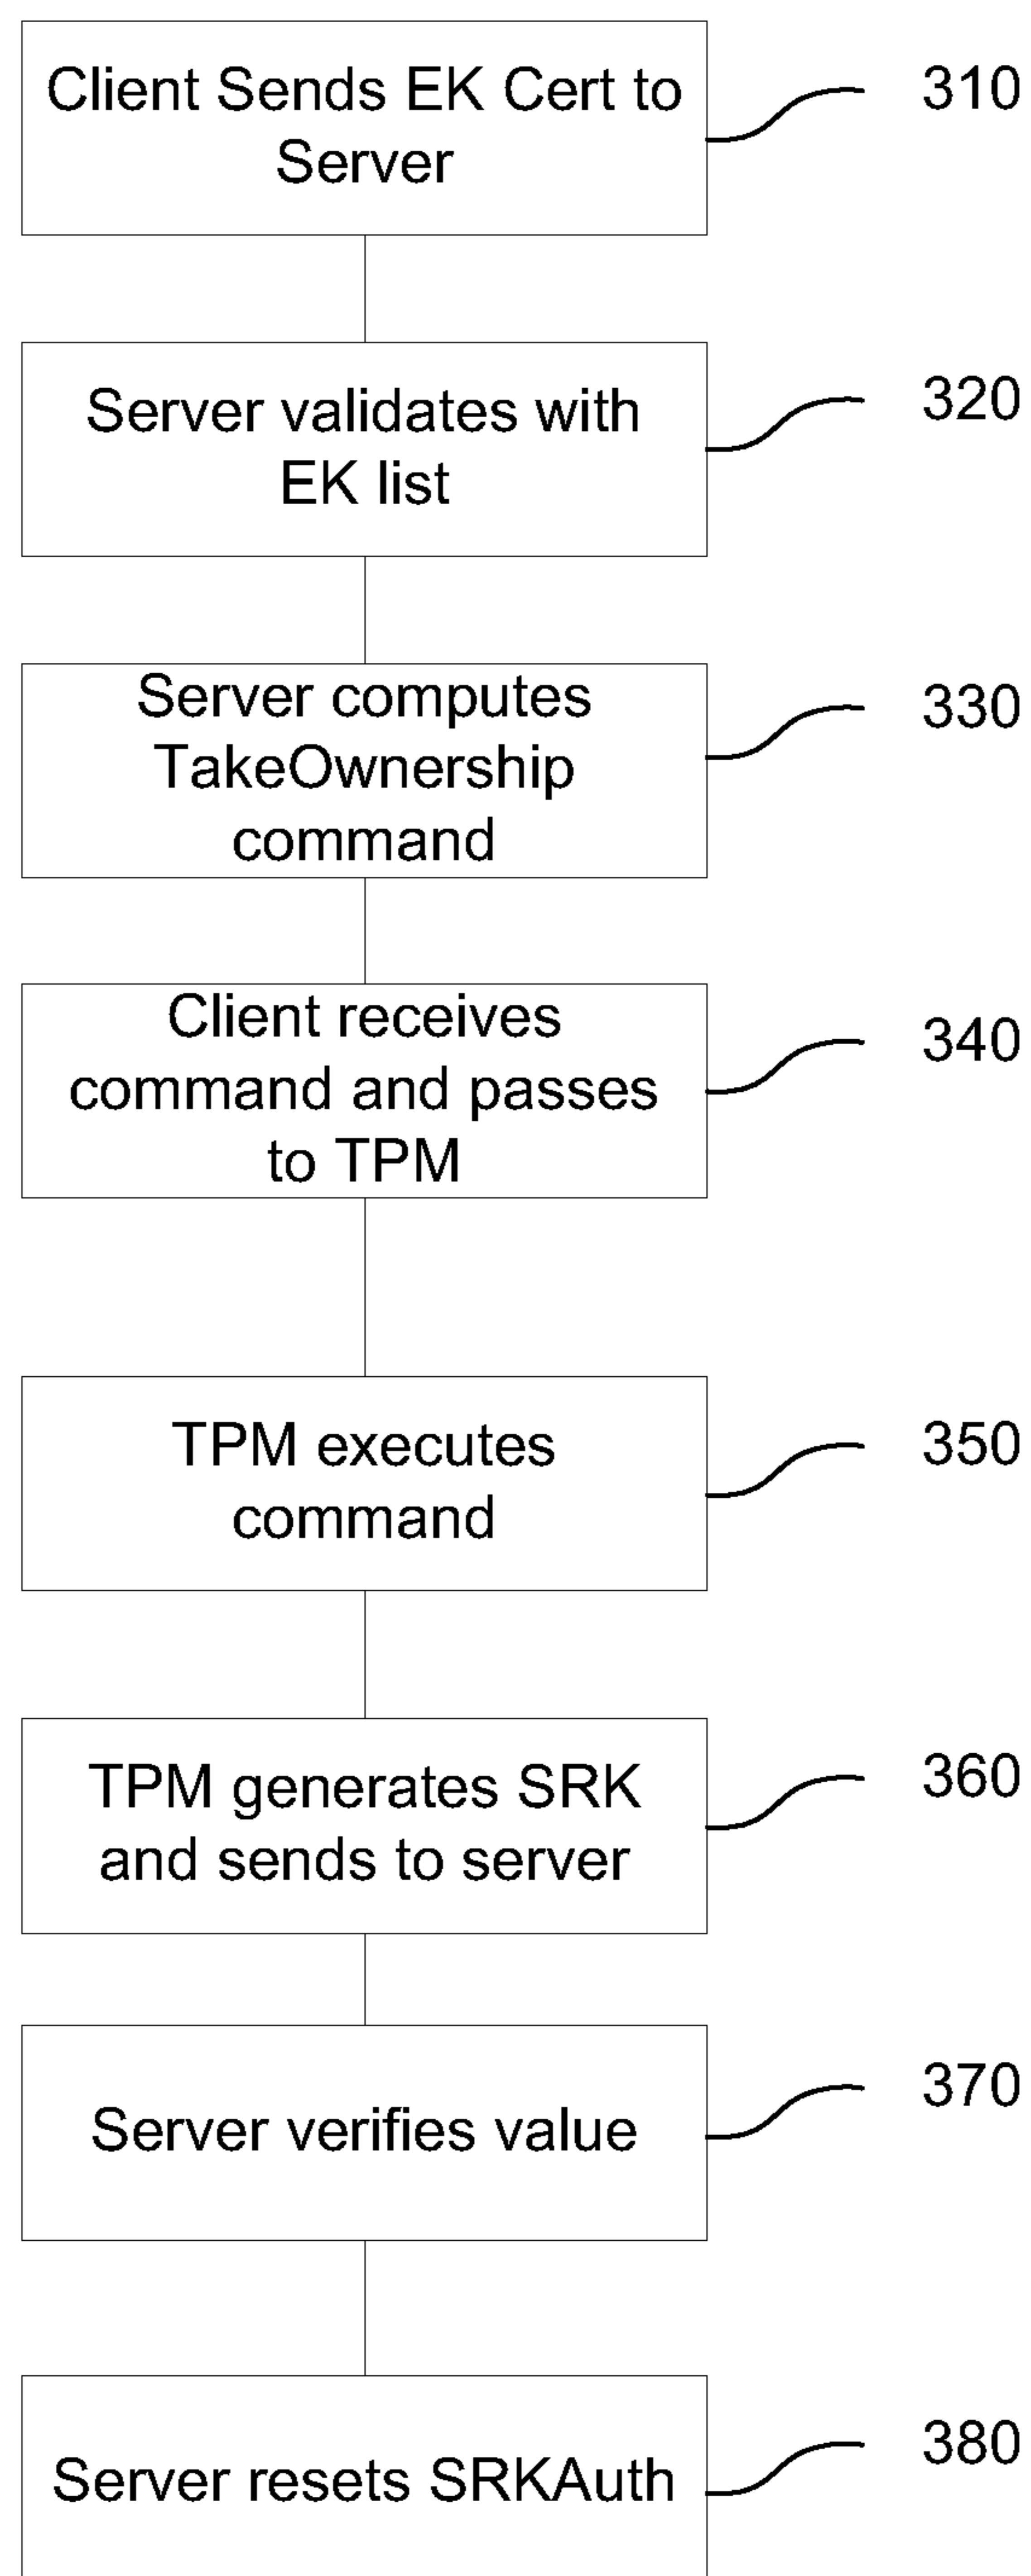 Client Sends EK Cert to
Server
310
Server validates with
EK list
320
Server computes
TakeOwnership
command
330
Client receives
command and passes
to TPM
340
TPM executes
command
350
TPM generates SRK
and sends to server
360
Server verifies value
370
Server resets SRKAuth
380